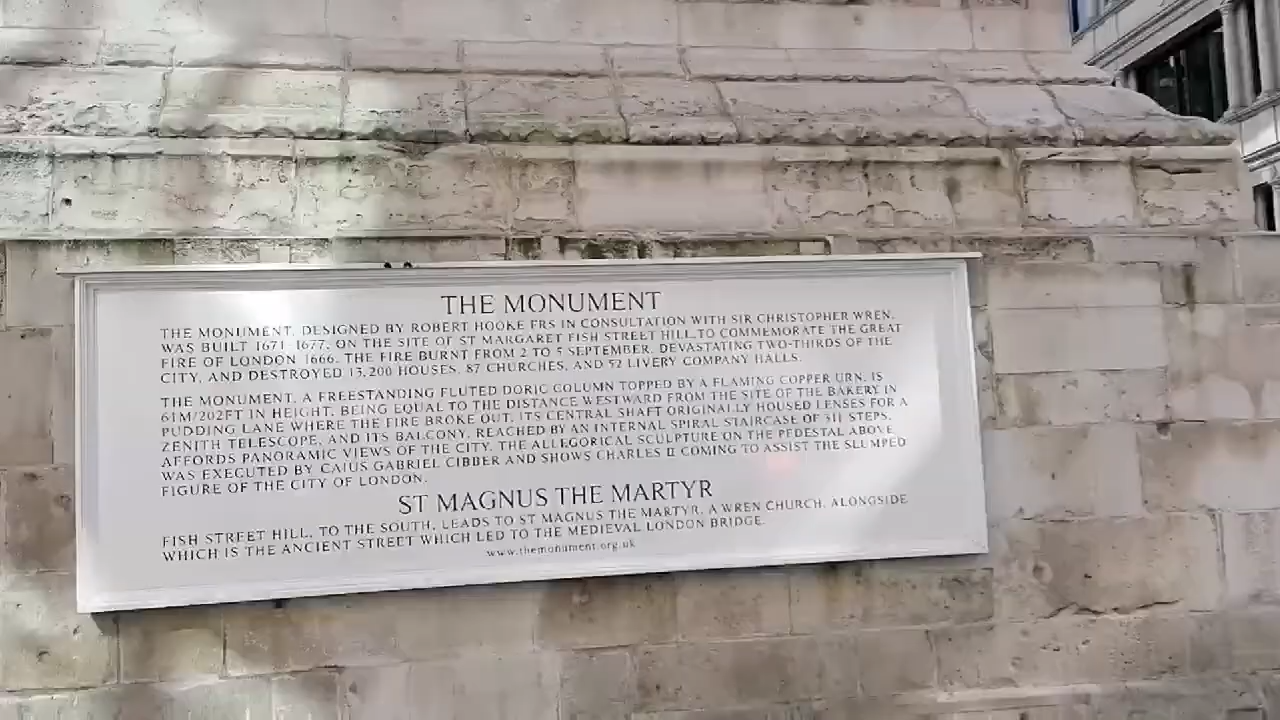 THE MONUMENT
THE MONUMENT, DESIGNED BY ROBERT HOOKE FRS IN CONSULTATION WITH SIR CHRISTOPHER WREN,
WAS BUILT 1671-1677, ON THE SITE OF ST MARGARET FISH STREET HILL, TO COMMEMORATE THE GREAT
FIRE OF LONDON 1666. THE FIRE BURNT FROM 2 TO 5 SEPTEMBER, DEVASTATING TWO-THIRDS OF THE
CITY, AND DESTROYED 13,200 HOUSES, 87 CHURCHES, AND 52 LIVERY COMPANY HALLS.
THE MONUMENT, A FREESTANDING FLUTED DORIC COLUMN TOPPED BY A FLAMING COPPER URN, IS
61M/202FT IN HEIGHT, BEING EQUAL TO THE DISTANCE WESTWARD FROM THE SITE OF THE BAKERY IN
PUDDING LANE WHERE THE FIRE BROKE OUT. ITS CENTRAL SHAFT ORIGINALLY HOUSED LENSES FOR A
ZENITH TELESCOPE, AND ITS BALCONY, REACHED BY AN INTERNAL SPIRAL STAIRCASE OF 311 STEPS,
AFFORDS PANORAMIC VIEWS OF THE CITY. THE ALLEGORICAL SCULPTURE ON THE PEDESTAL ABOVE
WAS EXECUTED BY CAIUS GABRIEL CIBBER AND SHOWS CHARLES II COMING TO ASSIST THE SLUMPED
FIGURE OF THE CITY OF LONDON.
ST MAGNUS THE MARTYR
FISH STREET HILL, TO THE SOUTH, LEADS TO ST MAGNUS THE MARTYR, A WREN CHURCH, ALONGSIDE
WHICH IS THE ANCIENT STREET WHICH LED TO THE MEDIEVAL LONDON BRIDGE.
www.themonument.org.uk